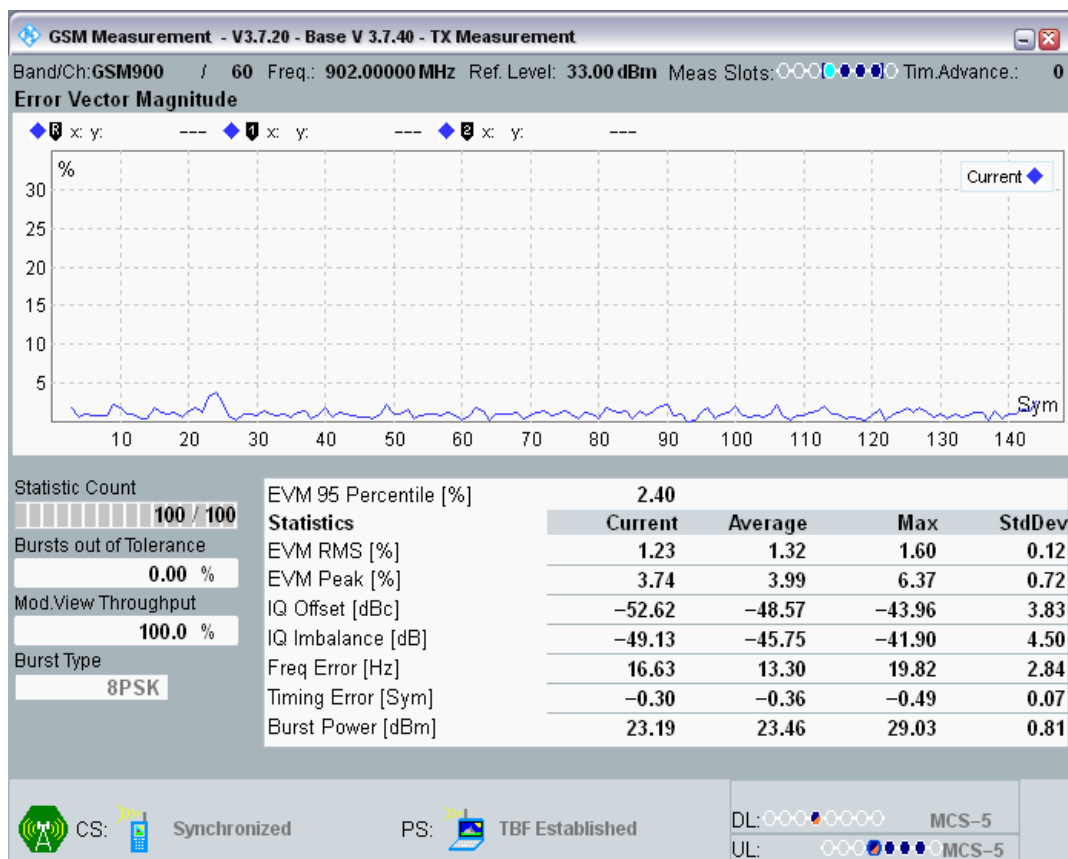 GSM Measurement - V3.7.20 - Base V 3.7.40 - TX Measurement
Band/Ch:GSM900 / 60 Freq.: 902.00000 MHz Ref. Level: 33.00 dBm Meas Slots: Tim.Advance.: 0
Error Vector Magnitude
R x: y: --- 1 x: y: --- 2 x: y: ---
%
Current
30
25
20
15
10
5
Sym
10 20 30 40 50 60 70 80 90 100 110 120 130 140
Statistic Count
100 / 100
Bursts out of Tolerance
0.00 %
Mod.View Throughput
100.0 %
Burst Type
8PSK
EVM 95 Percentile [%] 2.40
Statistics Current Average Max StdDev
EVM RMS [%] 1.23 1.32 1.60 0.12
EVM Peak [%] 3.74 3.99 6.37 0.72
IQ Offset [dBc] −52.62 −48.57 −43.96 3.83
IQ Imbalance [dB] −49.13 −45.75 −41.90 4.50
Freq Error [Hz] 16.63 13.30 19.82 2.84
Timing Error [Sym] −0.30 −0.36 −0.49 0.07
Burst Power [dBm] 23.19 23.46 29.03 0.81
CS: Synchronized PS: TBF Established
DL: MCS−5
UL: MCS−5